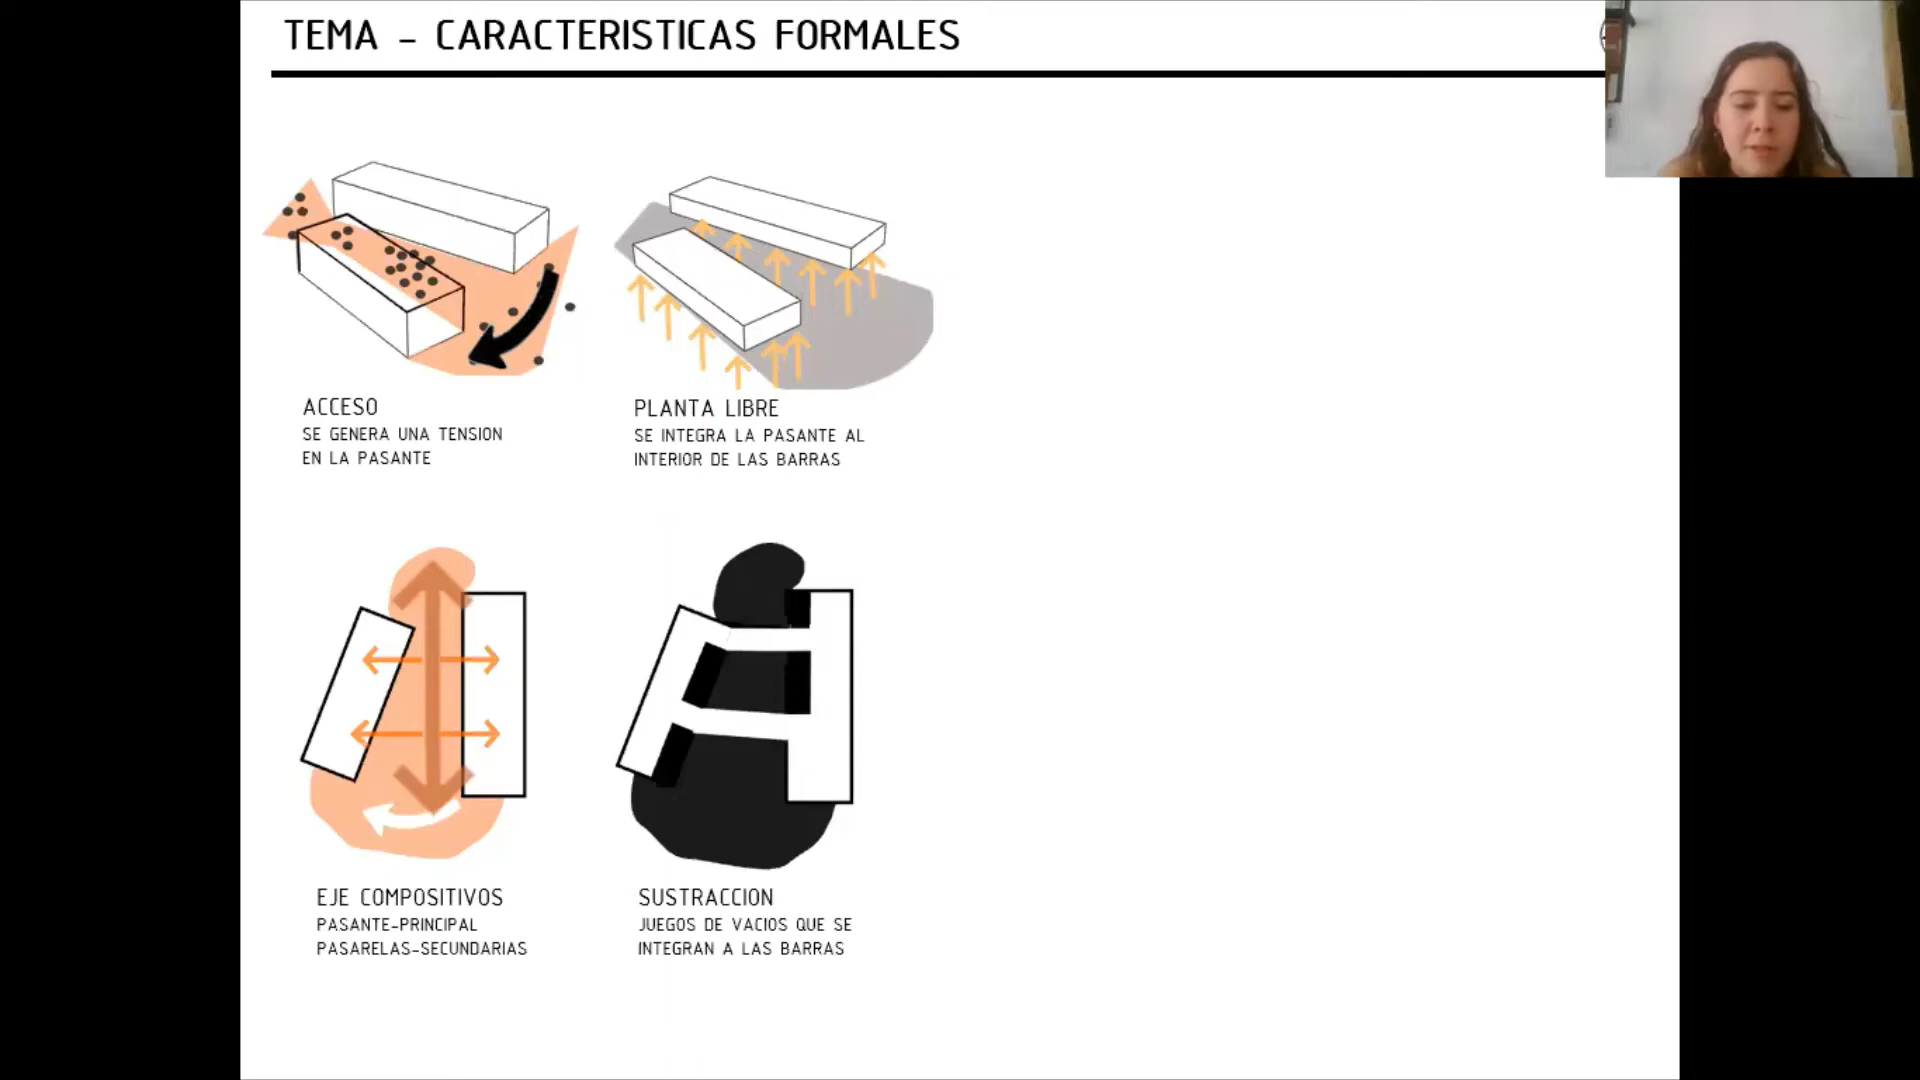 TEMA - CARACTERISTICAS FORMALES
ACCESO
SE GENERA UNA TENSION
EN LA PASANTE
PLANTA LIBRE
SE INTEGRA LA PASANTE AL
INTERIOR DE LAS BARRAS
EJE COMPOSITIVOS
PASANTE-PRINCIPAL
PASARELAS-SECUNDARIAS
SUSTRACCION
JUEGOS DE VACIOS QUE SE
INTEGRAN A LAS BARRAS